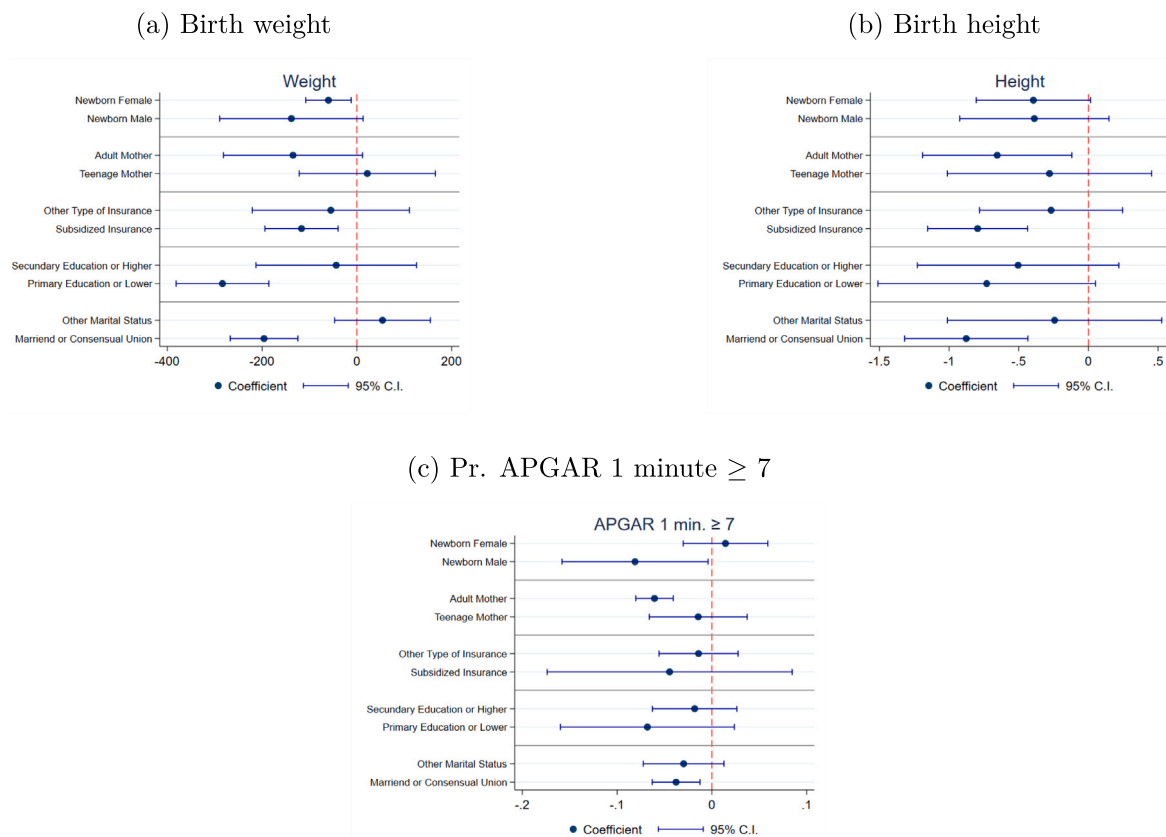 (a) Birth weight
Weight
Newborn Female
Newborn Male
Adult Mother
Teenage Mother
Other Type of Insurance
Subsidized Insurance
Secundary Education or Higher
Primary Education or Lower
Other Marital Status
Marriend or Consensual Union
-400 -200 0 200
Coefficient 95% C.I.
(b) Birth height
Height
Newborn Female
Newborn Male
Adult Mother
Teenage Mother
Other Type of Insurance
Subsidized Insurance
Secundary Education or Higher
Primary Education or Lower
Other Marital Status
Marriend or Consensual Union
-1.5 -1 -.5 0 .5
Coefficient 95% C.I.
(c) Pr. APGAR 1 minute ≥ 7
APGAR 1 min. ≥ 7
Newborn Female
Newborn Male
Adult Mother
Teenage Mother
Other Type of Insurance
Subsidized Insurance
Secundary Education or Higher
Primary Education or Lower
Other Marital Status
Marriend or Consensual Union
-.2 -.1 0 .1
Coefficient 95% C.I.